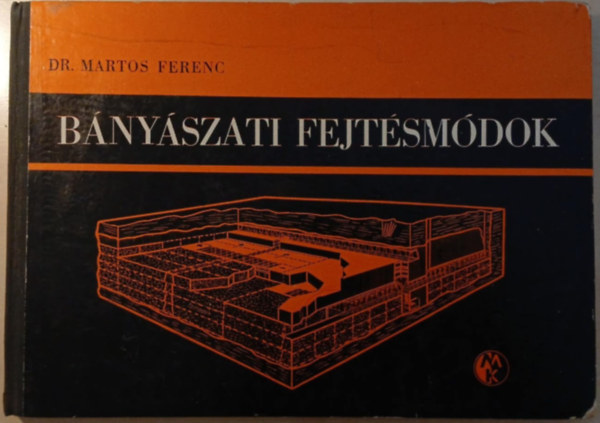 DR. MARTOS FERENC
BÁNYÁSZATI FEJTÉSMÓDOK
MK